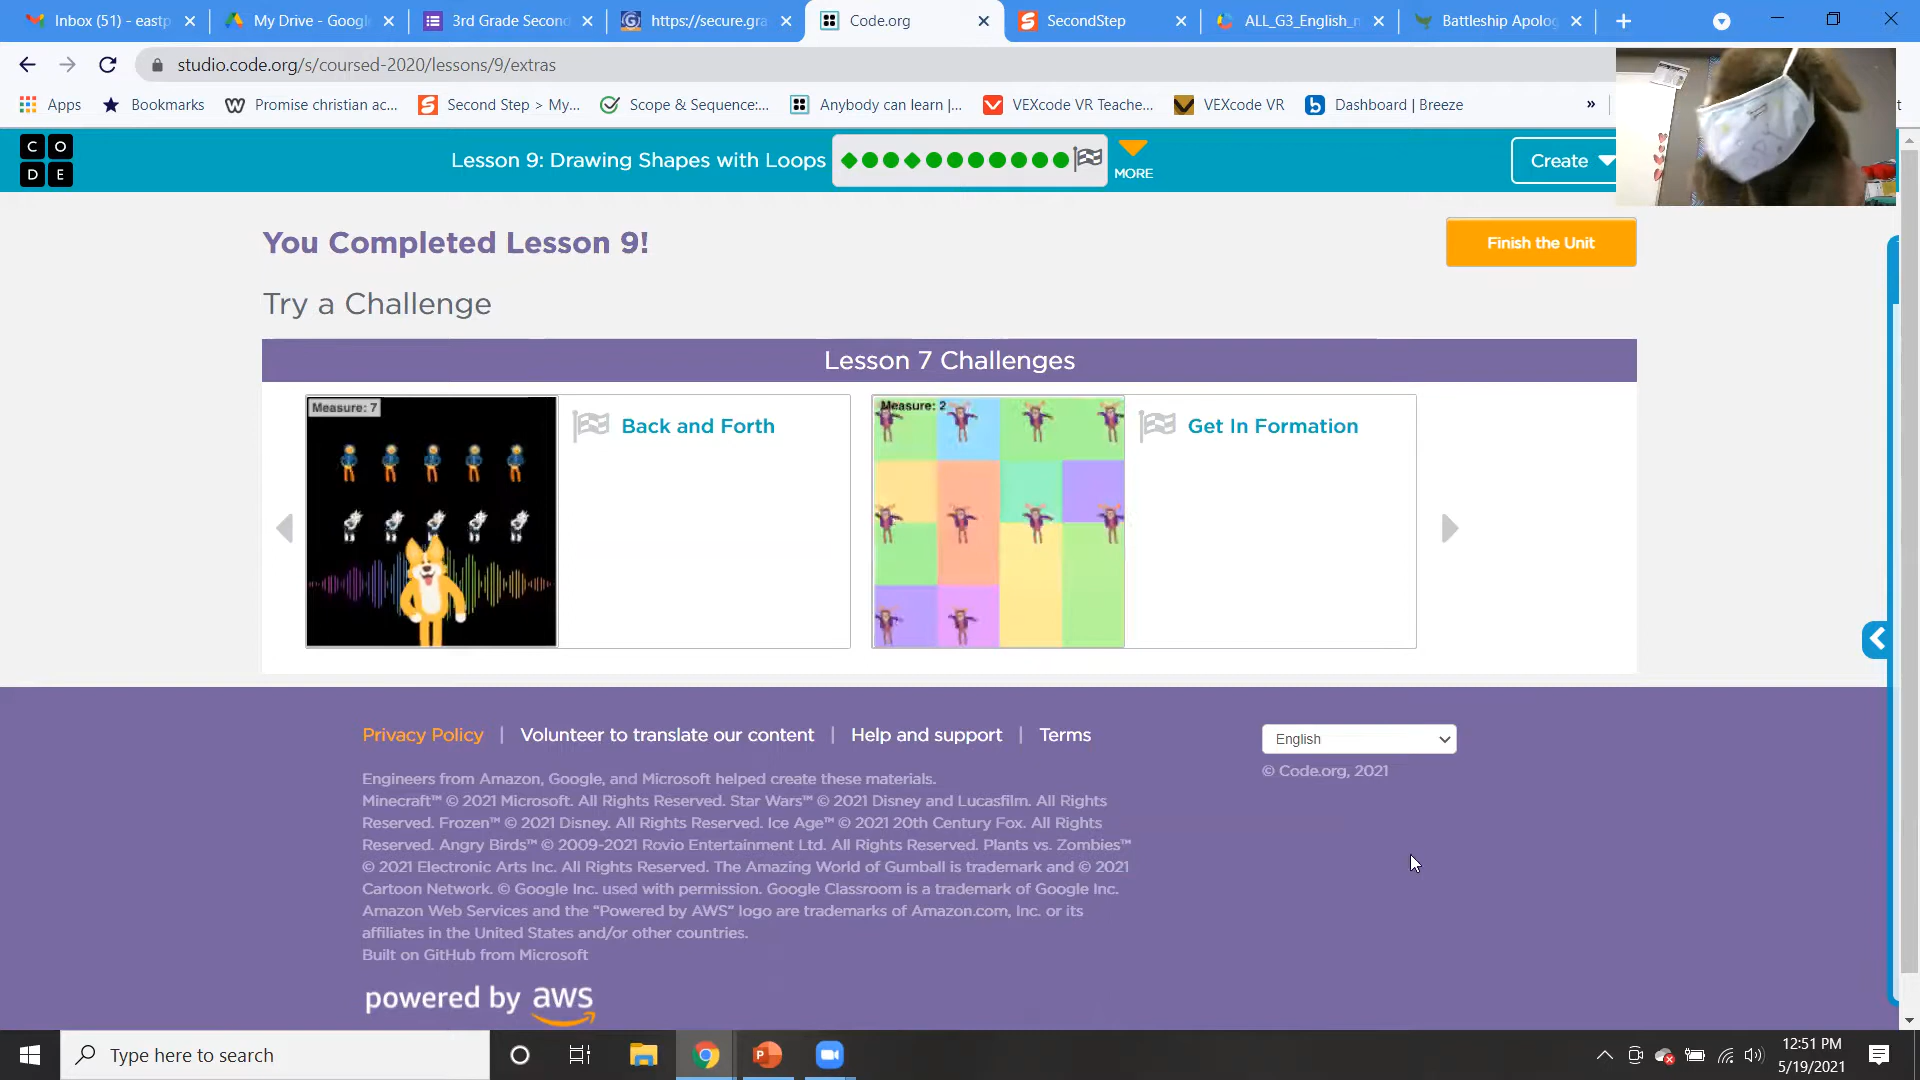 Inbox (51) - eastp
My Drive - Google
3rd Grade Second
https://secure.gra
Code.org
SecondStep
ALL_G3_English_n
Battleship Apolog
studio.code.org/s/coursed-2020/lessons/9/extras
Apps
Bookmarks
Promise christian ac...
Second Step > My...
Scope & Sequence:...
Anybody can learn |...
VEXcode VR Teache...
VEXcode VR
Dashboard | Breeze
»
C O
D E
Lesson 9: Drawing Shapes with Loops
MORE
Create
You Completed Lesson 9!
Finish the Unit
Try a Challenge
Lesson 7 Challenges
Measure: 7
Back and Forth
Measure: 2
Get In Formation
Privacy Policy | Volunteer to translate our content | Help and support | Terms
English
© Code.org, 2021
Engineers from Amazon, Google, and Microsoft helped create these materials.
Minecraft™ © 2021 Microsoft. All Rights Reserved. Star Wars™ © 2021 Disney and Lucasfilm. All Rights
Reserved. Frozen™ © 2021 Disney. All Rights Reserved. Ice Age™ © 2021 20th Century Fox. All Rights
Reserved. Angry Birds™ © 2009-2021 Rovio Entertainment Ltd. All Rights Reserved. Plants vs. Zombies™
© 2021 Electronic Arts Inc. All Rights Reserved. The Amazing World of Gumball is trademark and © 2021
Cartoon Network. © Google Inc. used with permission. Google Classroom is a trademark of Google Inc.
Amazon Web Services and the “Powered by AWS” logo are trademarks of Amazon.com, Inc. or its
affiliates in the United States and/or other countries.
Built on GitHub from Microsoft
powered by aws
Type here to search
12:51 PM
5/19/2021